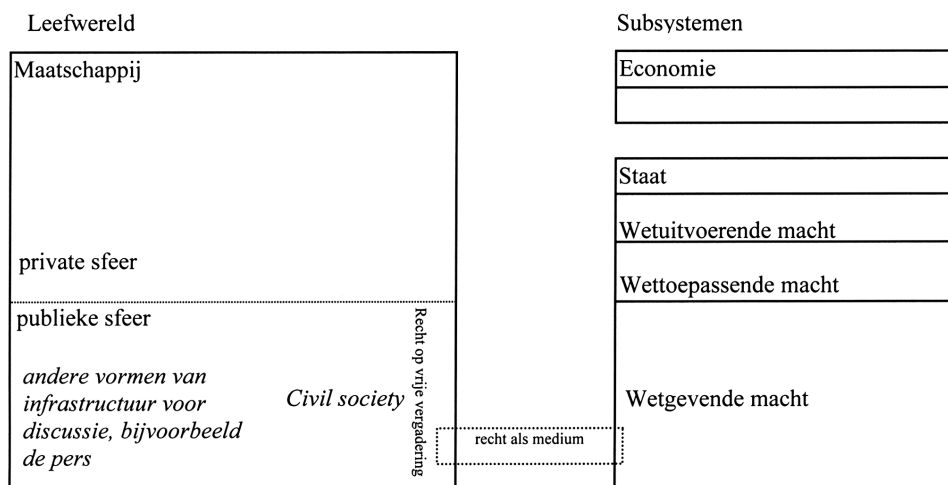 Leefwereld
Subsystemen
Maatschappij
Economie
Staat
Wetuitvoerende macht
private sfeer
Wettoepassende macht
publieke sfeer
Recht op vrije vergadering
andere vormen van
infrastructuur voor
discussie, bijvoorbeeld
de pers
Civil society
Wetgevende macht
recht als medium